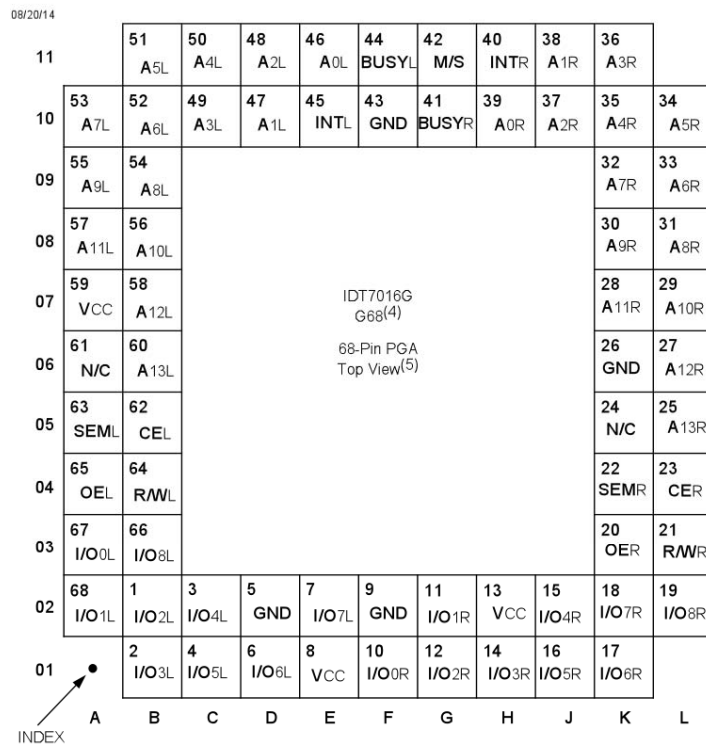 08/20/14
11 51 A5L 50 A4L 48 A2L 46 A0L 44 BUSYL 42 M/S 40 INTR 38 A1R 36 A3R
10 53 A7L 52 A6L 49 A3L 47 A1L 45 INTL 43 GND 41 BUSYR 39 A0R 37 A2R 35 A4R 34 A5R
09 55 A9L 54 A8L 32 A7R 33 A6R
08 57 A11L 56 A10L 30 A9R 31 A8R
07 59 VCC 58 A12L 28 A11R 29 A10R
IDT7016G
G68(4)
68-Pin PGA
Top View(5)
06 61 N/C 60 A13L 26 GND 27 A12R
05 63 SEML 62 CEL 24 N/C 25 A13R
04 65 OEL 64 R/WL 22 SEMR 23 CER
03 67 I/O0L 66 I/O8L 20 OER 21 R/WR
02 68 I/O1L 1 I/O2L 3 I/O4L 5 GND 7 I/O7L 9 GND 11 I/O1R 13 VCC 15 I/O4R 18 I/O7R 19 I/O8R
01 2 I/O3L 4 I/O5L 6 I/O6L 8 VCC 10 I/O0R 12 I/O2R 14 I/O3R 16 I/O5R 17 I/O6R
A B C D E F G H J K L
INDEX